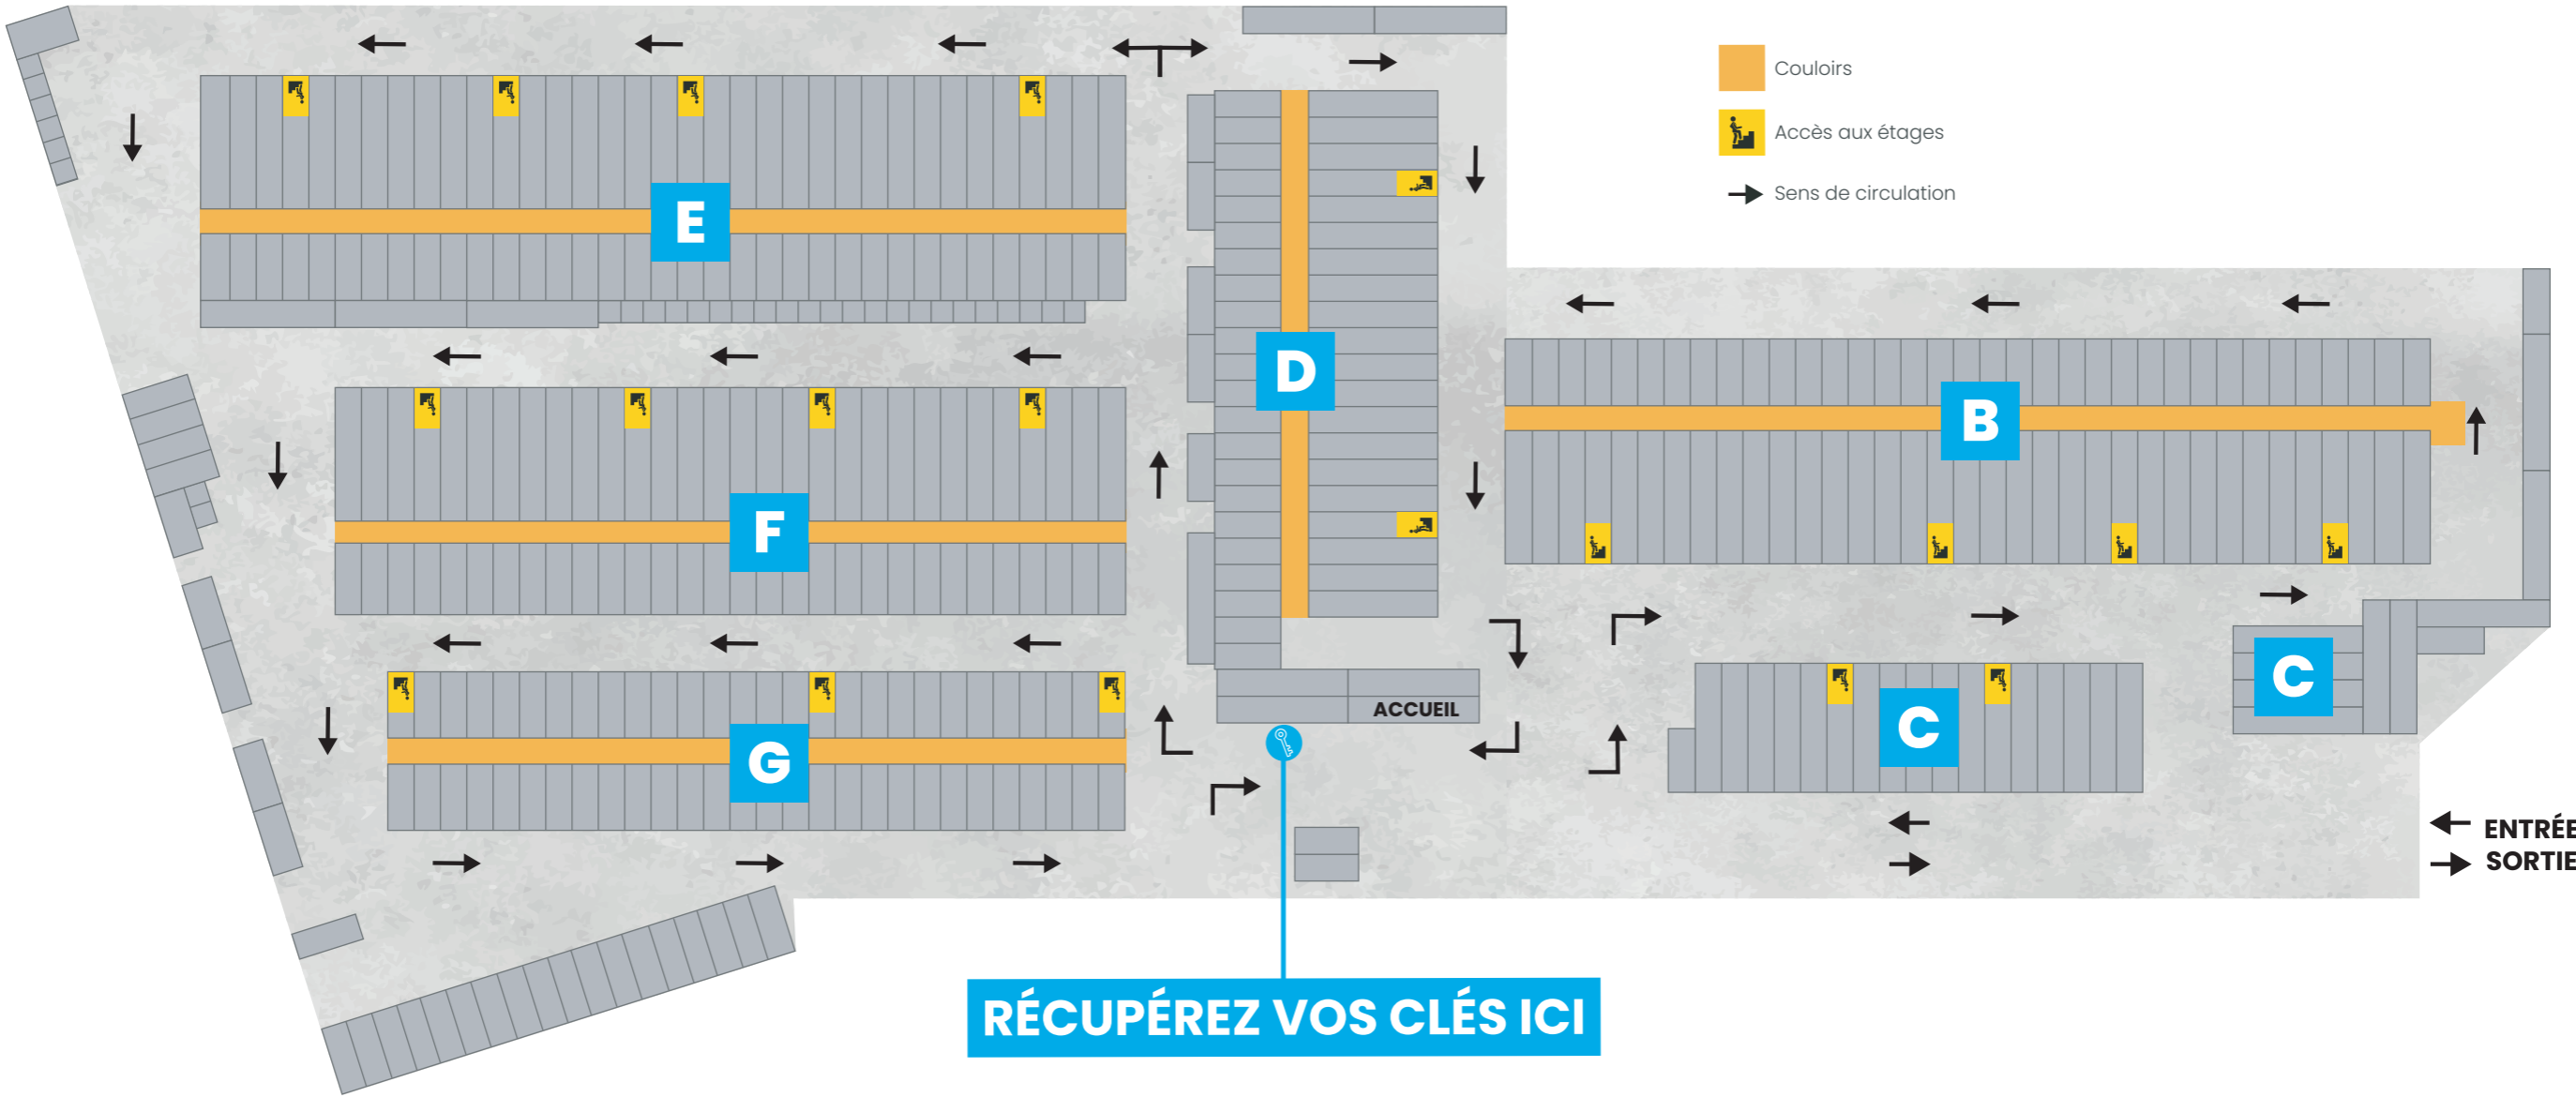 Couloirs
Accès aux étages
Sens de circulation
E
D
B
F
C
C
G
ACCUEIL
ENTRÉE
SORTIE
RÉCUPÉREZ VOS CLÉS ICI